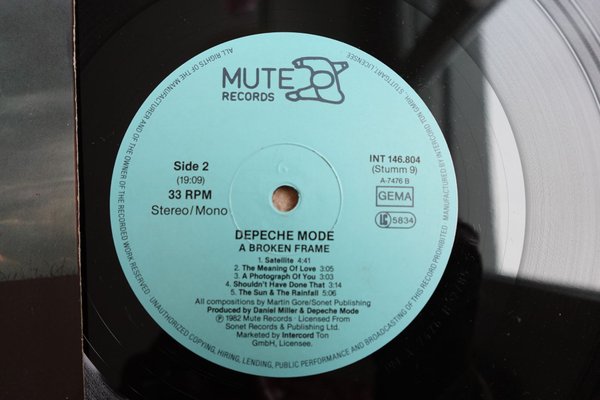 ALL RIGHTS OF THE MANUFACTURER AND OF THE OWNER OF THE RECORDED WORK RESERVED
MANUFACTURED BY INTERCORD TON GMBH, STUTTGART LICENSEE
UNAUTHORIZED COPYING, HIRING, LENDING, PUBLIC PERFORMANCE AND BROADCASTING OF THIS RECORD PROHIBITED
MUTE
RECORDS
Side 2
(19:09)
33 RPM
Stereo/Mono
INT 146.804
(Stumm 9)
A-7476 B
GEMA
LC 5834
DEPECHE MODE
A BROKEN FRAME
1. Satellite 4:41
2. The Meaning Of Love 3:05
3. A Photograph Of You 3:03
4. Shouldn't Have Done That 3:14
5. The Sun & The Rainfall 5:06
All compositions by Martin Gore/Sonet Publishing
Produced by Daniel Miller & Depeche Mode
℗ 1982 Mute Records · Licensed From
Sonet Records & Publishing Ltd.
Marketed by Intercord Ton
GmbH, Licensee.